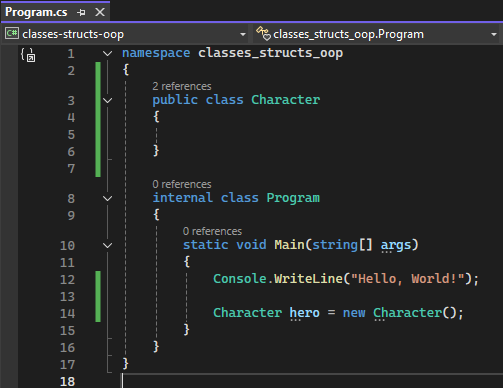 Program.cs
classes-structs-oop classes_structs_oop.Program
1 namespace classes_structs_oop
2 {
2 references
3 public class Character
4 {
5
6 }
7
0 references
8 internal class Program
9 {
0 references
10 static void Main(string[] args)
11 {
12 Console.WriteLine("Hello, World!");
13
14 Character hero = new Character();
15 }
16 }
17 }
18